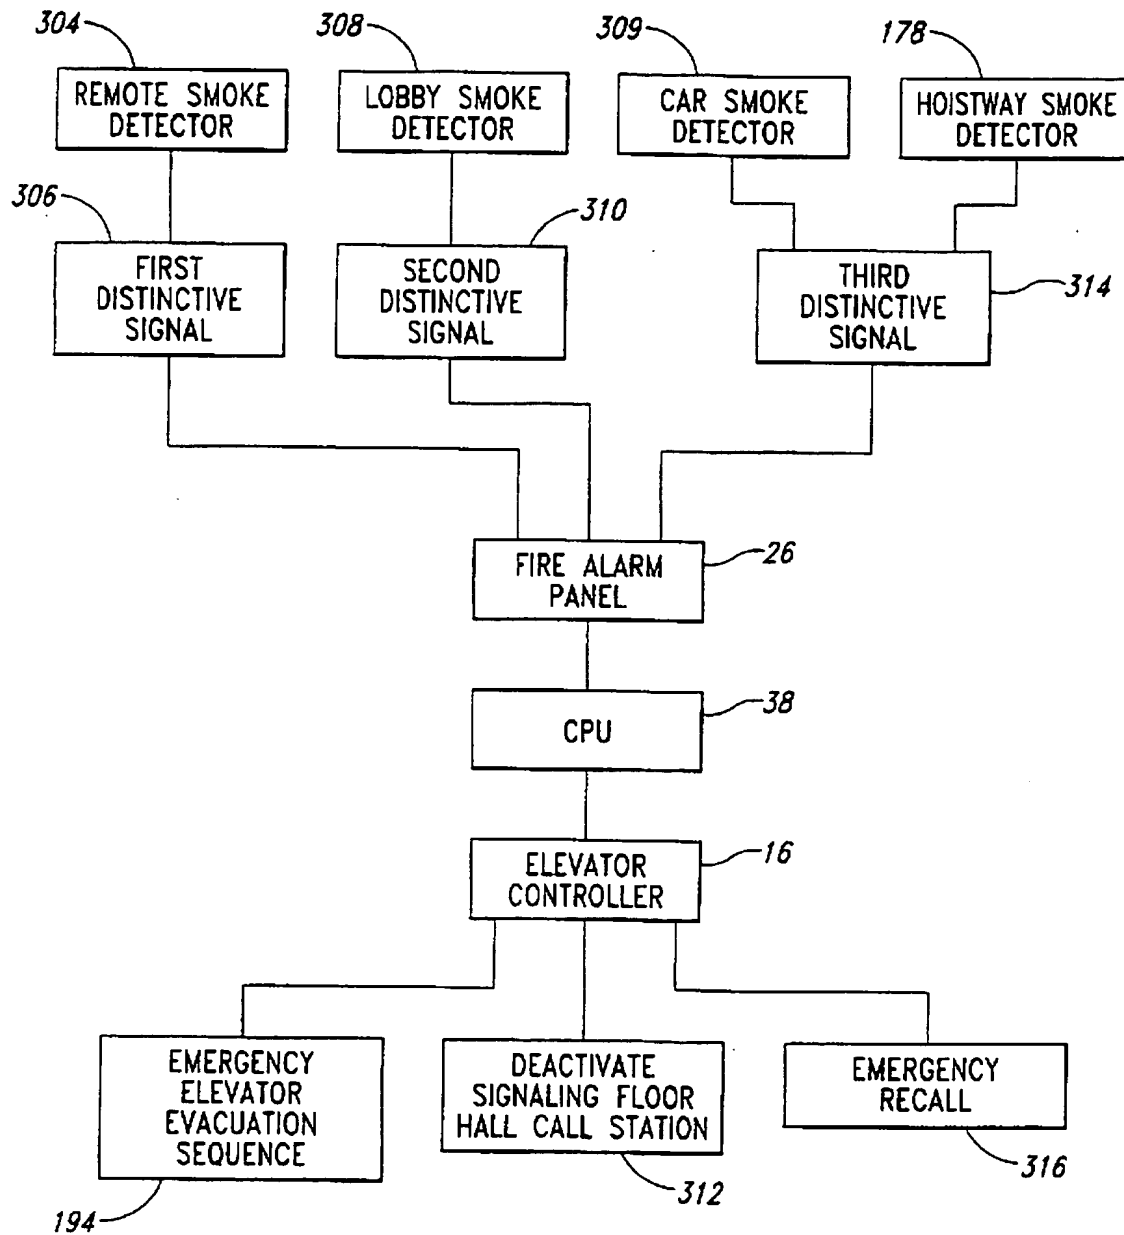 304
308
309
178
REMOTE SMOKE
DETECTOR
LOBBY SMOKE
DETECTOR
CAR SMOKE
DETECTOR
HOISTWAY SMOKE
DETECTOR
306
310
314
FIRST
DISTINCTIVE
SIGNAL
SECOND
DISTINCTIVE
SIGNAL
THIRD
DISTINCTIVE
SIGNAL
FIRE ALARM
PANEL
26
CPU
38
ELEVATOR
CONTROLLER
16
EMERGENCY
ELEVATOR
EVACUATION
SEQUENCE
DEACTIVATE
SIGNALING FLOOR
HALL CALL STATION
EMERGENCY
RECALL
194
312
316